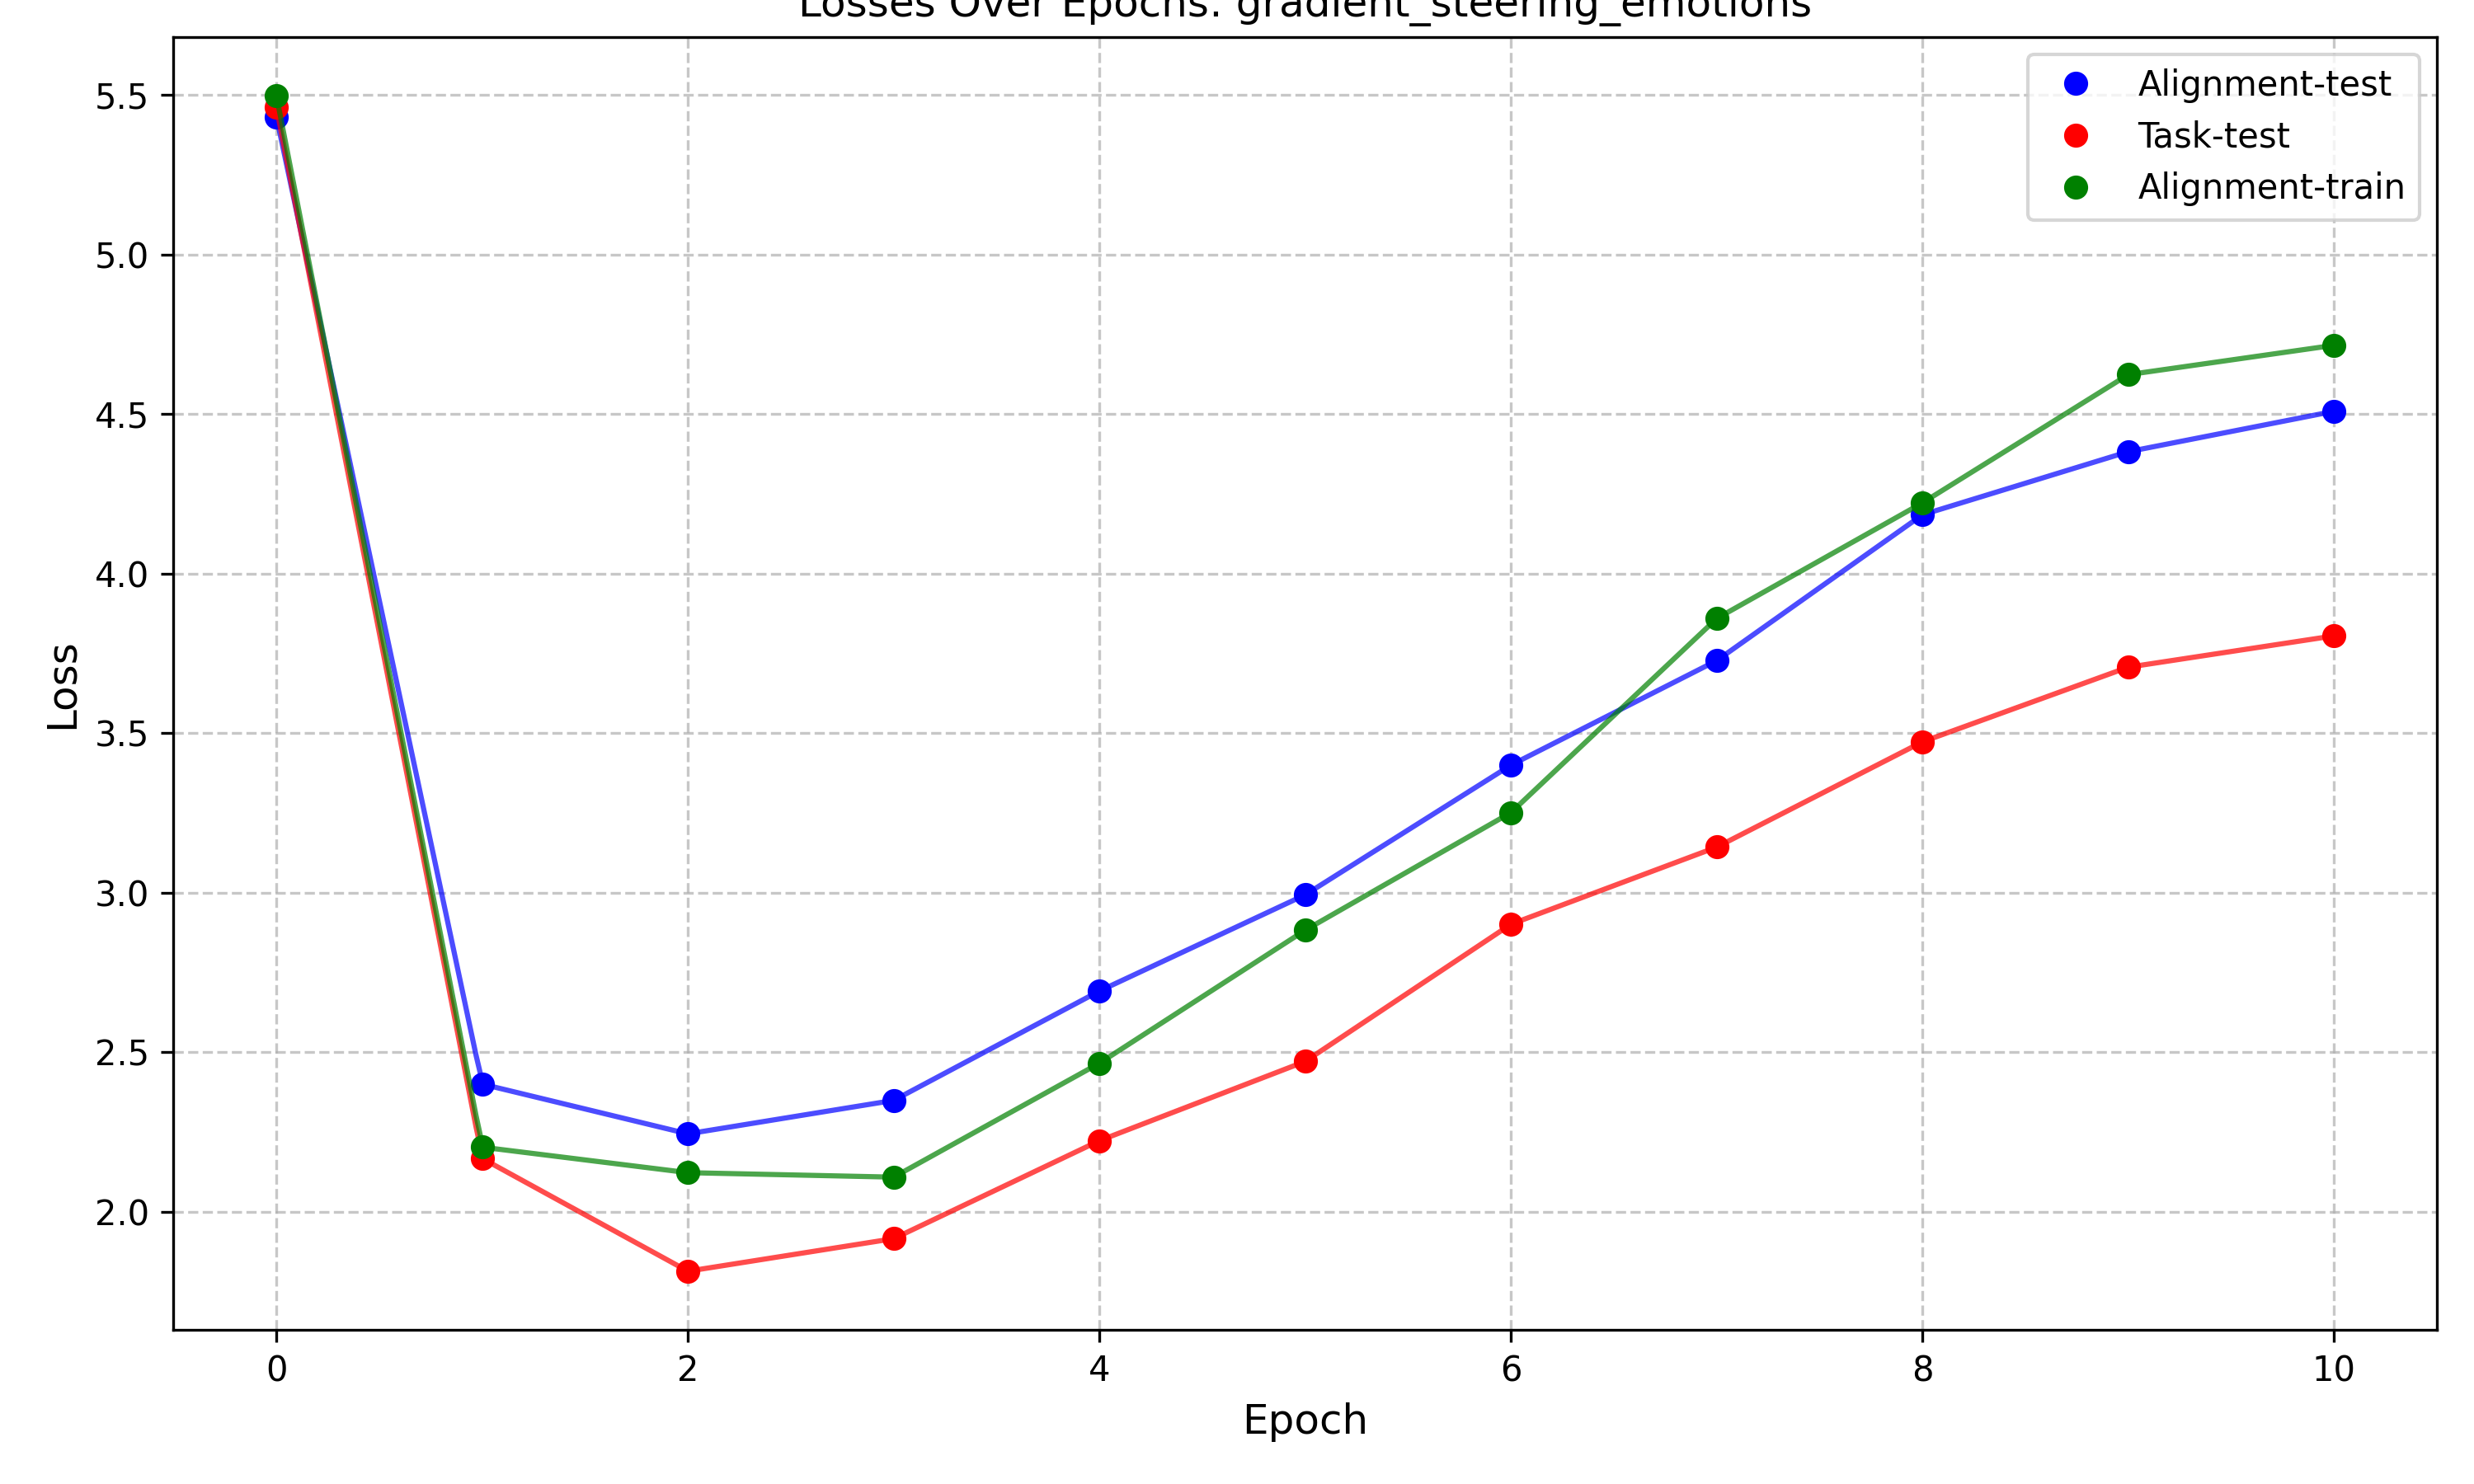 Losses Over Epochs: gradient_steering_emotions
5.5
5.0
4.5
4.0
3.5
3.0
2.5
2.0
Loss
Alignment-test
Task-test
Alignment-train
0
2
4
6
8
10
Epoch